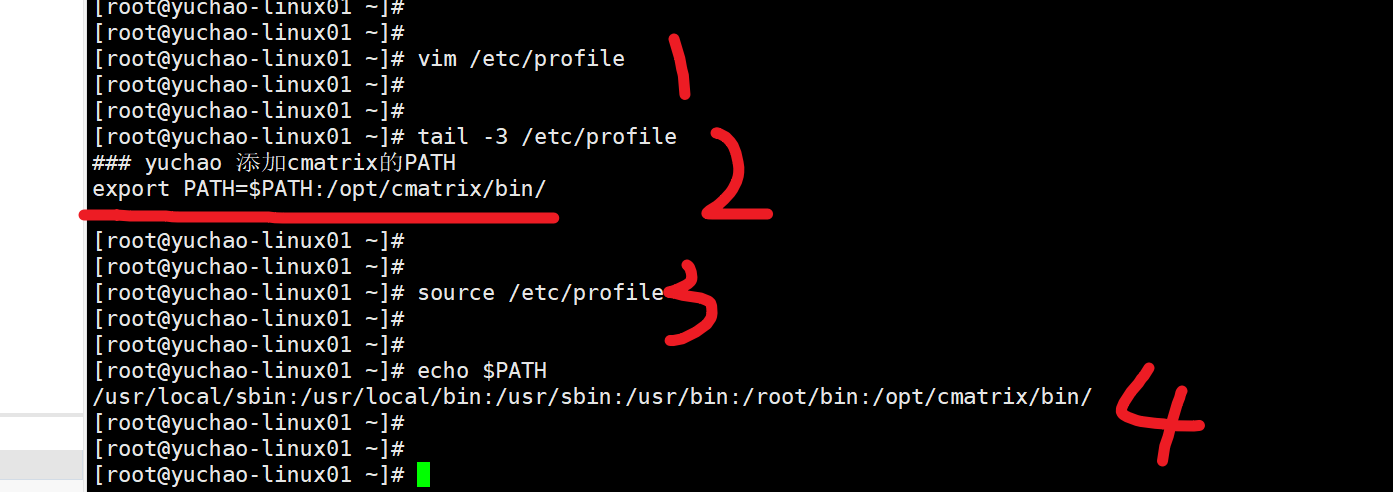 [root@yuchao-linux01 ~]#
[root@yuchao-linux01 ~]#
[root@yuchao-linux01 ~]# vim /etc/profile 1
[root@yuchao-linux01 ~]#
[root@yuchao-linux01 ~]#
[root@yuchao-linux01 ~]# tail -3 /etc/profile 2
### yuchao 添加cmatrix的PATH
export PATH=$PATH:/opt/cmatrix/bin/
[root@yuchao-linux01 ~]#
[root@yuchao-linux01 ~]#
[root@yuchao-linux01 ~]# source /etc/profile 3
[root@yuchao-linux01 ~]#
[root@yuchao-linux01 ~]#
[root@yuchao-linux01 ~]# echo $PATH
/usr/local/sbin:/usr/local/bin:/usr/sbin:/usr/bin:/root/bin:/opt/cmatrix/bin/ 4
[root@yuchao-linux01 ~]#
[root@yuchao-linux01 ~]#
[root@yuchao-linux01 ~]#